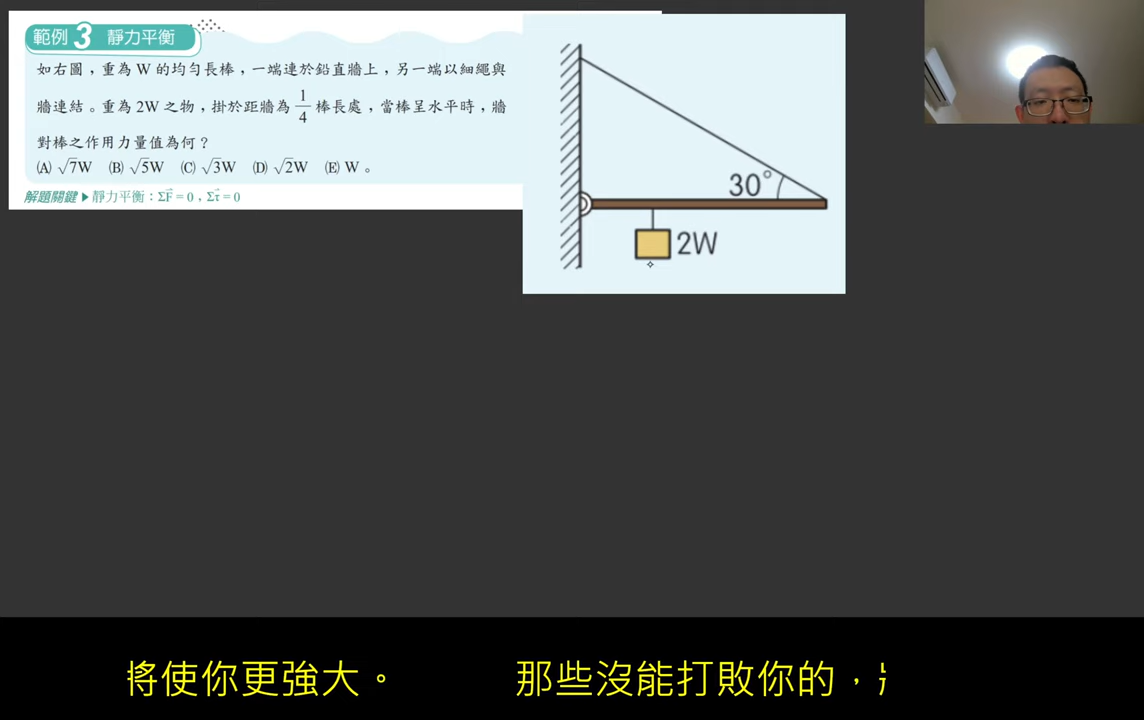 範例3 靜力平衡
如右圖，重為 W 的均勻長棒，一端連於鉛直牆上，另一端以細繩與
牆連結。重為 2W 之物，掛於距牆為 1/4 棒長處，當棒呈水平時，牆
對棒之作用力量值為何？
(A) √7W (B) √5W (C) √3W (D) √2W (E) W。
解題關鍵▶靜力平衡：ΣF⃗ = 0，Στ⃗ = 0
30°
2W
將使你更強大。 那些沒能打敗你的，